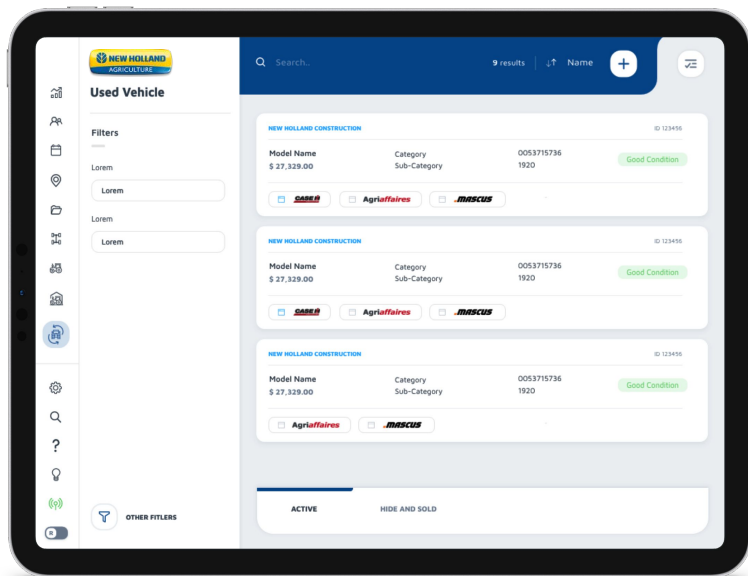 NEW HOLLAND
AGRICULTURE
Used Vehicle
Filters
Lorem
Lorem
Lorem
Lorem
OTHER FITLERS
R
?
Search..
9 results
↓↑ Name
+
NEW HOLLAND CONSTRUCTION
ID 123456
Model Name
Category
0053715736
$ 27,329.00
Sub-Category
1920
Good Condition
CASE IH
Agriaffaires
.mascus
NEW HOLLAND CONSTRUCTION
ID 123456
Model Name
Category
0053715736
$ 27,329.00
Sub-Category
1920
Good Condition
CASE IH
Agriaffaires
.mascus
NEW HOLLAND CONSTRUCTION
ID 123456
Model Name
Category
0053715736
$ 27,329.00
Sub-Category
1920
Good Condition
Agriaffaires
.mascus
ACTIVE
HIDE AND SOLD